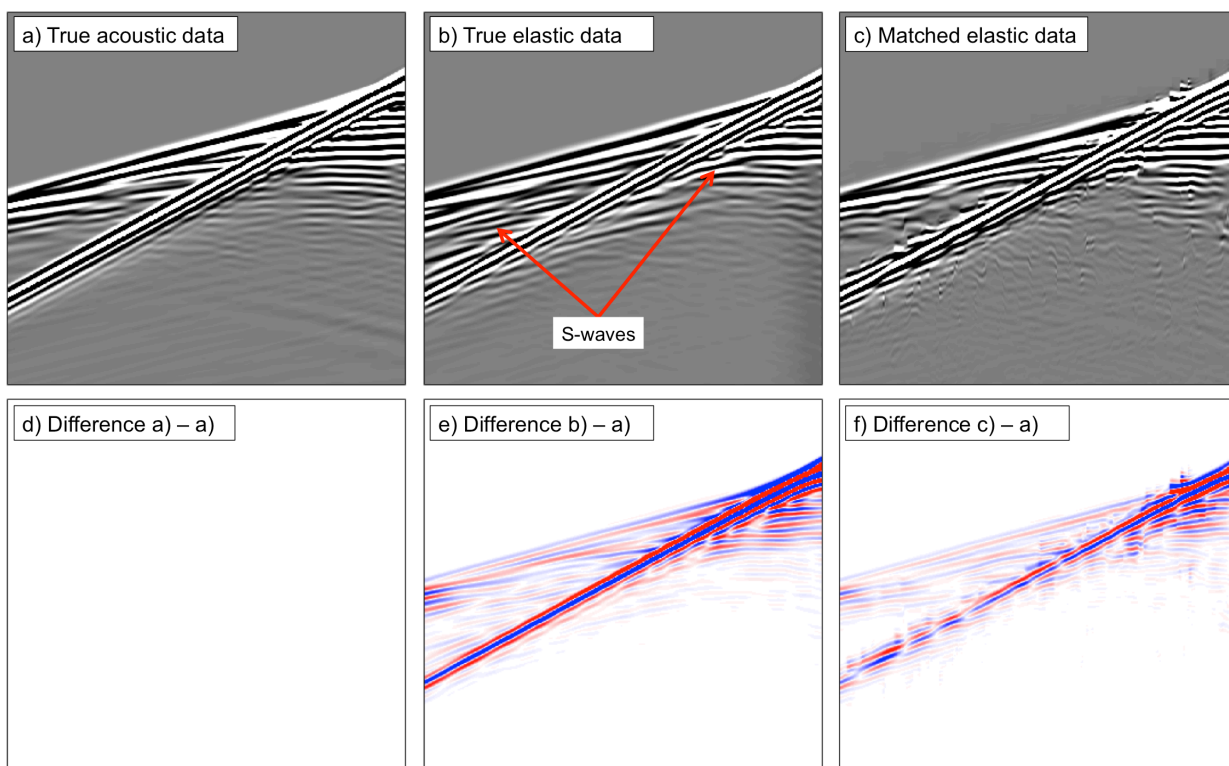 a) True acoustic data
b) True elastic data
c) Matched elastic data
S-waves
d) Difference a) – a)
e) Difference b) – a)
f) Difference c) – a)